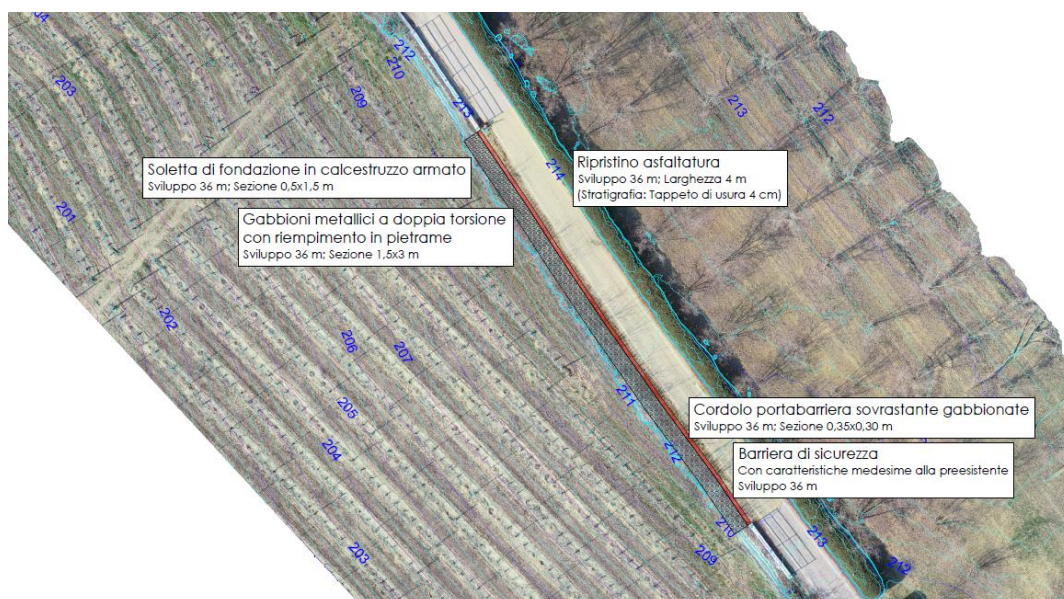 204
203
201
202
209
212
210
213
214
213
212
Soletta di fondazione in calcestruzzo armato
Sviluppo 36 m; Sezione 0,5x1,5 m
Gabbioni metallici a doppia torsione
con riempimento in pietrame
Sviluppo 36 m; Sezione 1,5x3 m
Ripristino asfaltatura
Sviluppo 36 m; Larghezza 4 m
(Stratigrafia: Tappeto di usura 4 cm)
206
207
205
204
203
211
212
210
209
Cordolo portabarriera sovrastante gabbionate
Sviluppo 36 m; Sezione 0,35x0,30 m
Barriera di sicurezza
Con caratteristiche medesime alla preesistente
Sviluppo 36 m
213
212